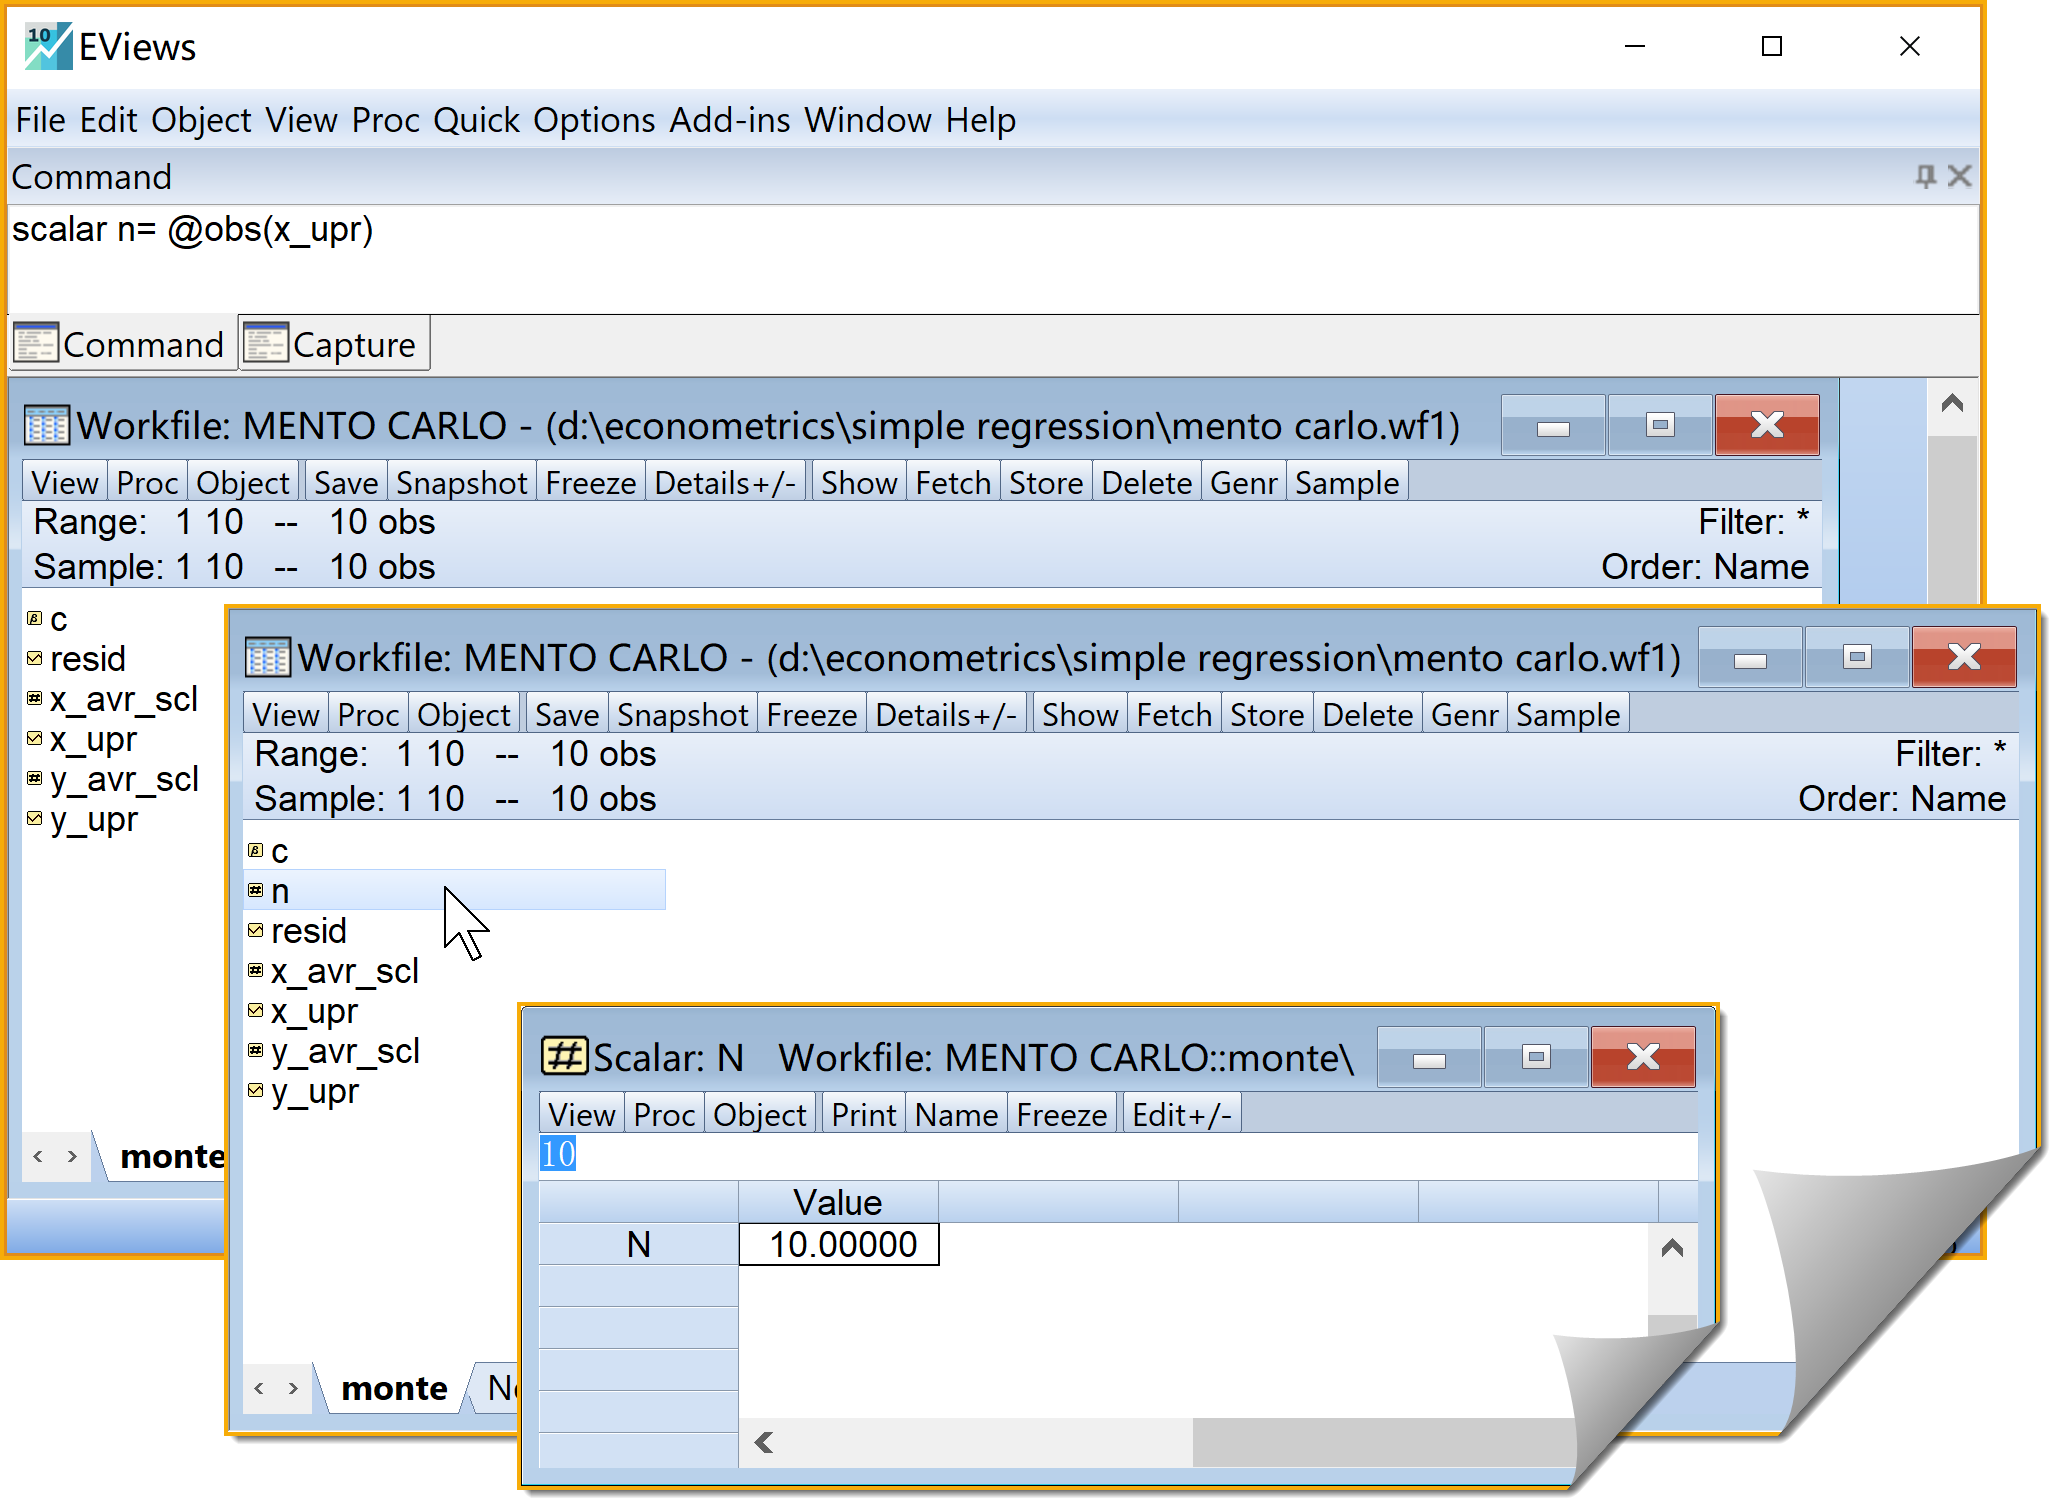 10 EViews
File Edit Object View Proc Quick Options Add-ins Window Help
Command
scalar n= @obs(x_upr)
Command Capture
Workfile: MENTO CARLO - (d:\econometrics\simple regression\mento carlo.wf1)
View Proc Object Save Snapshot Freeze Details+/- Show Fetch Store Delete Genr Sample
Range: 1 10 -- 10 obs Filter: *
Sample: 1 10 -- 10 obs Order: Name
c
resid
x_avr_scl
x_upr
y_avr_scl
y_upr
monte
Workfile: MENTO CARLO - (d:\econometrics\simple regression\mento carlo.wf1)
View Proc Object Save Snapshot Freeze Details+/- Show Fetch Store Delete Genr Sample
Range: 1 10 -- 10 obs Filter: *
Sample: 1 10 -- 10 obs Order: Name
c
n
resid
x_avr_scl
x_upr
y_avr_scl
y_upr
monte
Scalar: N Workfile: MENTO CARLO::monte\
View Proc Object Print Name Freeze Edit+/-
10
Value
N 10.00000